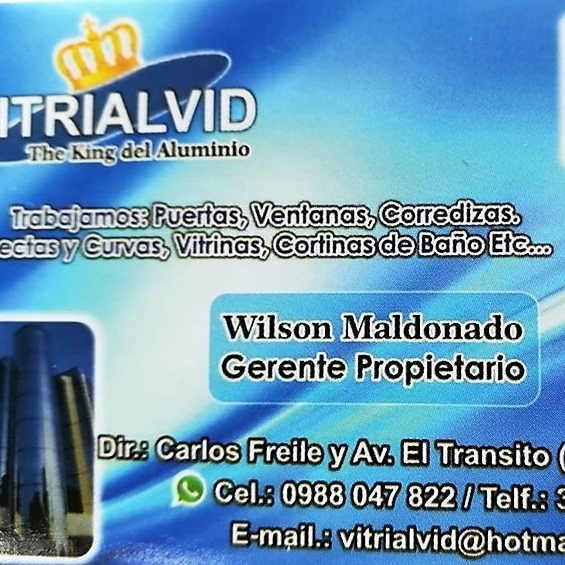 ITRIALVID
The King del Aluminio
Trabajamos: Puertas, Ventanas, Corredizas.
ectas y Curvas, Vitrinas, Cortinas de Baño Etc...
Wilson Maldonado
Gerente Propietario
Dir.: Carlos Freile y Av. El Transito (
Cel.: 0988 047 822 / Telf.: 3
E-mail.: vitrialvid@hotma